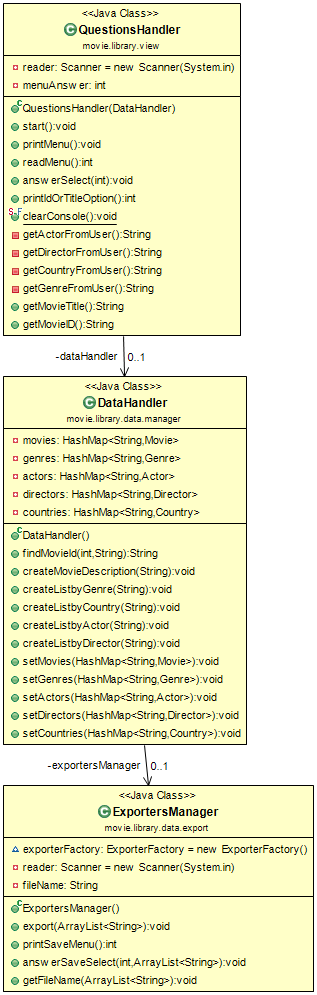 <<Java Class>>
QuestionsHandler
movie.library.view
reader: Scanner = new Scanner(System.in)
menuAnswer: int
QuestionsHandler(DataHandler)
start():void
printMenu():void
readMenu():int
answerSelect(int):void
printIdOrTitleOption():int
clearConsole():void
getActorFromUser():String
getDirectorFromUser():String
getCountryFromUser():String
getGenreFromUser():String
getMovieTitle():String
getMovieID():String
-dataHandler 0..1
<<Java Class>>
DataHandler
movie.library.data.manager
movies: HashMap<String,Movie>
genres: HashMap<String,Genre>
actors: HashMap<String,Actor>
directors: HashMap<String,Director>
countries: HashMap<String,Country>
DataHandler()
findMovieId(int,String):String
createMovieDescription(String):void
createListbyGenre(String):void
createListbyCountry(String):void
createListbyActor(String):void
createListbyDirector(String):void
setMovies(HashMap<String,Movie>):void
setGenres(HashMap<String,Genre>):void
setActors(HashMap<String,Actor>):void
setDirectors(HashMap<String,Director>):void
setCountries(HashMap<String,Country>):void
-exportersManager 0..1
<<Java Class>>
ExportersManager
movie.library.data.export
exporterFactory: ExporterFactory = new ExporterFactory()
reader: Scanner = new Scanner(System.in)
fileName: String
ExportersManager()
export(ArrayList<String>):void
printSaveMenu():int
answerSaveSelect(int,ArrayList<String>):void
getFileName(ArrayList<String>):void